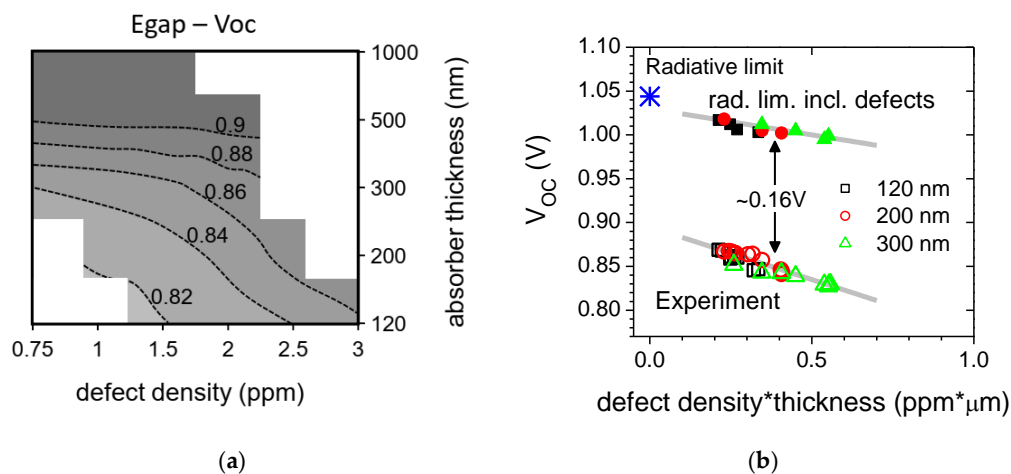 Egap – Voc
1000
500
300
200
120
absorber thickness (nm)
0.9
0.88
0.86
0.84
0.82
0.75 1 1.5 2 2.5 3
defect density (ppm)
(a)
1.10
1.05
1.00
0.95
0.90
0.85
0.80
V_OC (V)
Radiative limit
rad. lim. incl. defects
~0.16V
120 nm
200 nm
300 nm
Experiment
0.0 0.5 1.0
defect density*thickness (ppm*μm)
(b)